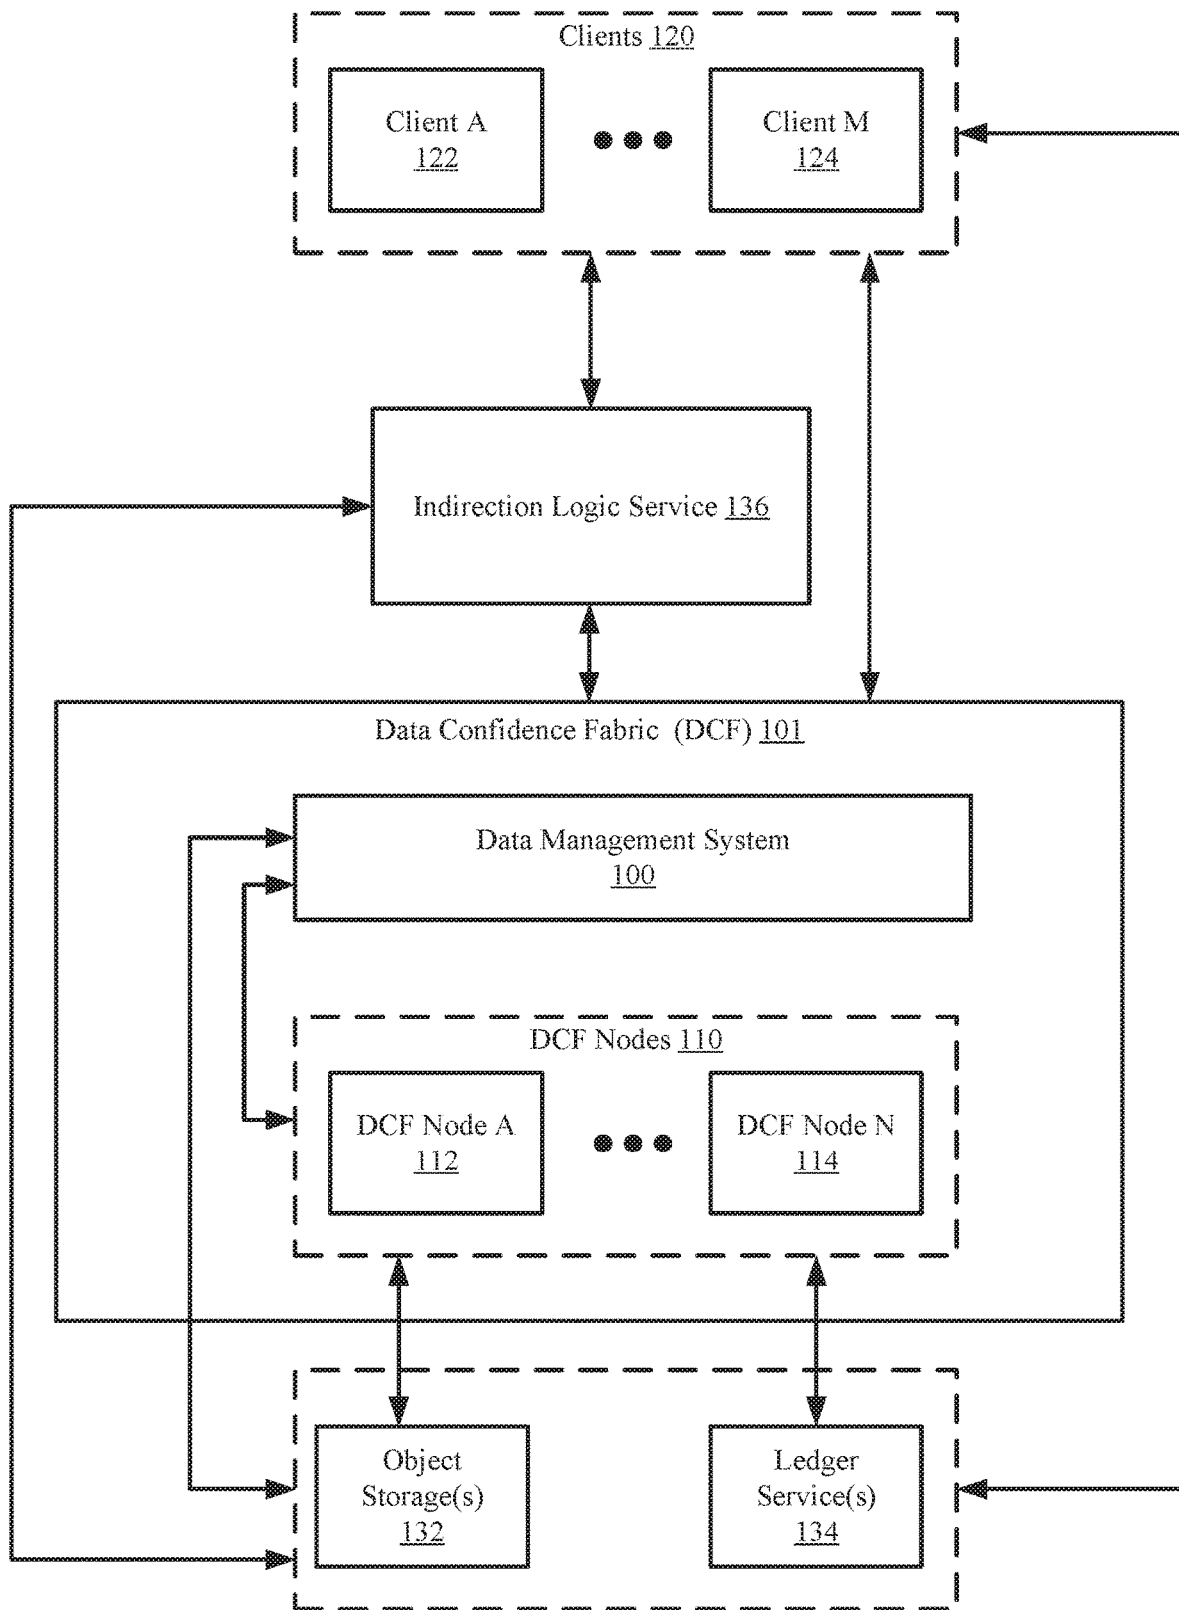 Clients 120
Client A
122
Client M
124
Indirection Logic Service 136
Data Confidence Fabric (DCF) 101
Data Management System
100
DCF Nodes 110
DCF Node A
112
DCF Node N
114
Object
Storage(s)
132
Ledger
Service(s)
134